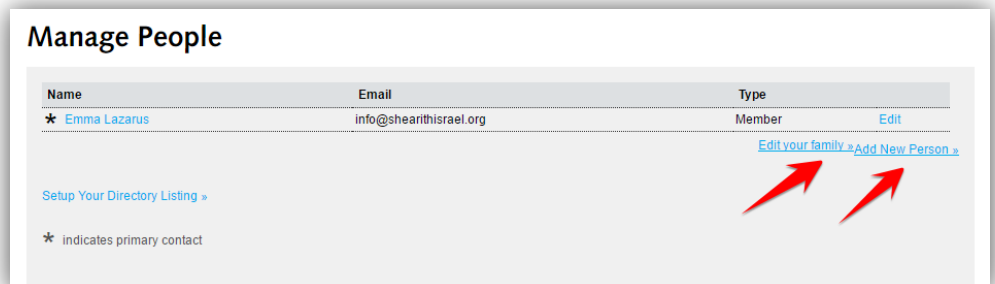 Manage People
Name Email Type
* Emma Lazarus info@shearithisrael.org Member Edit
Edit your family » Add New Person »
Setup Your Directory Listing »
* indicates primary contact